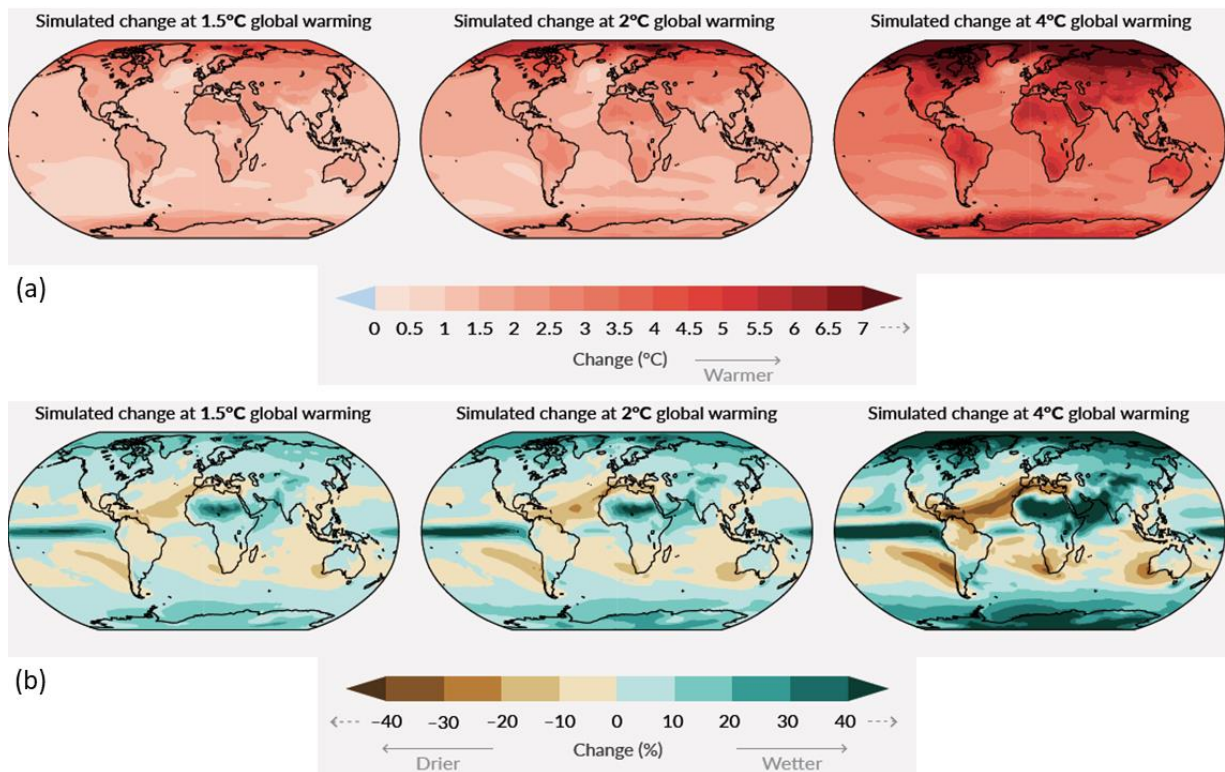 Simulated change at 1.5°C global warming
Simulated change at 2°C global warming
Simulated change at 4°C global warming
(a)
0 0.5 1 1.5 2 2.5 3 3.5 4 4.5 5 5.5 6 6.5 7
Change (°C)
Warmer
Simulated change at 1.5°C global warming
Simulated change at 2°C global warming
Simulated change at 4°C global warming
(b)
−40 −30 −20 −10 0 10 20 30 40
Change (%)
Drier
Wetter